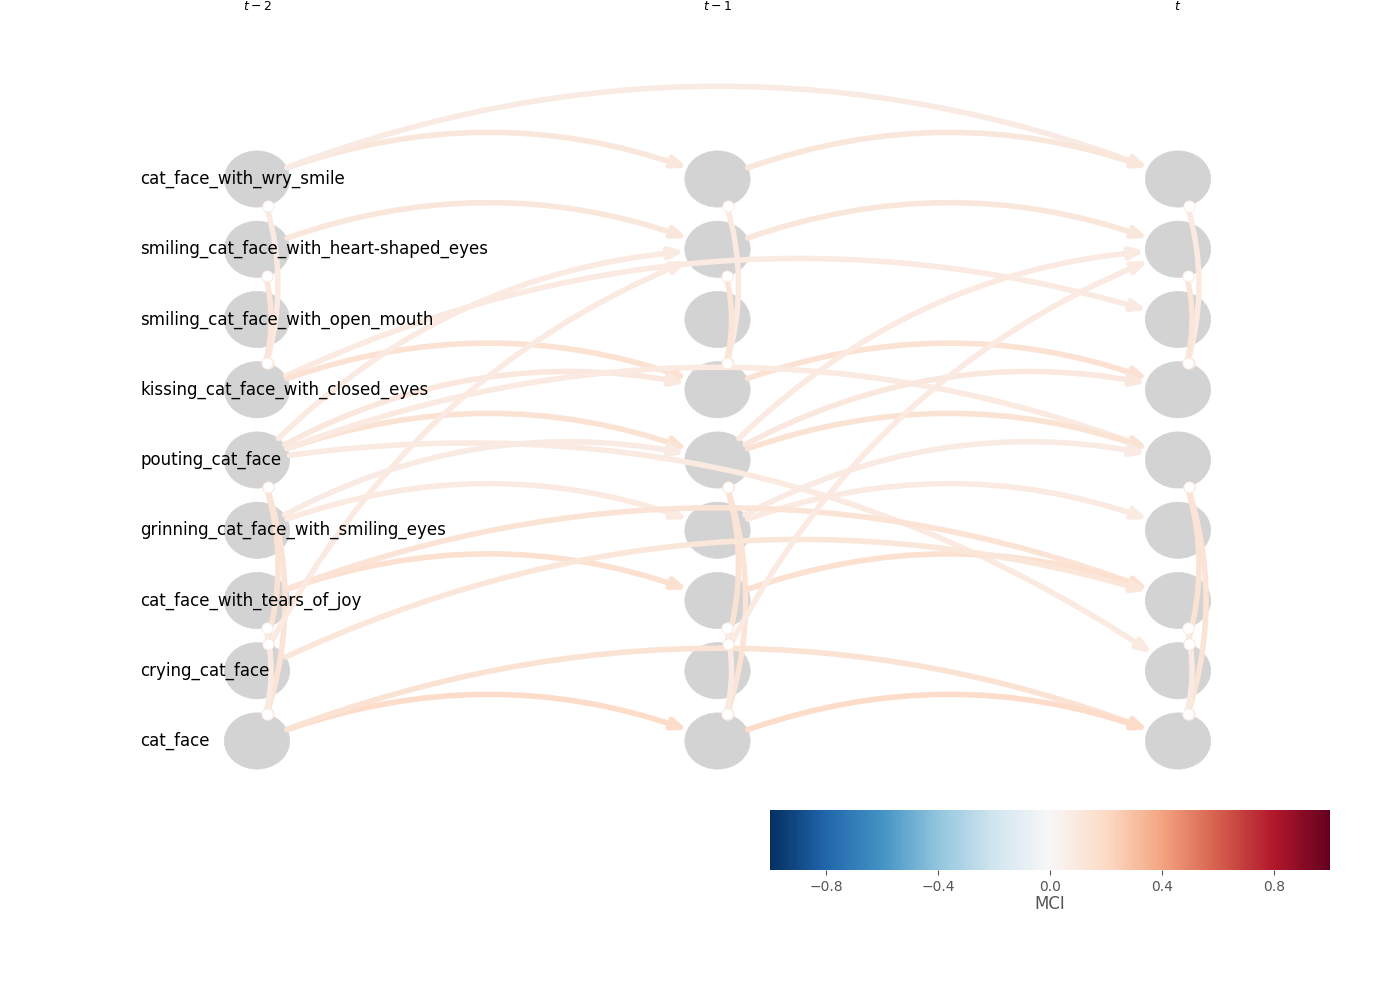 t − 2 t − 1 t
cat_face_with_wry_smile
smiling_cat_face_with_heart-shaped_eyes
smiling_cat_face_with_open_mouth
kissing_cat_face_with_closed_eyes
pouting_cat_face
grinning_cat_face_with_smiling_eyes
cat_face_with_tears_of_joy
crying_cat_face
cat_face
−0.8 −0.4 0.0 0.4 0.8
MCI